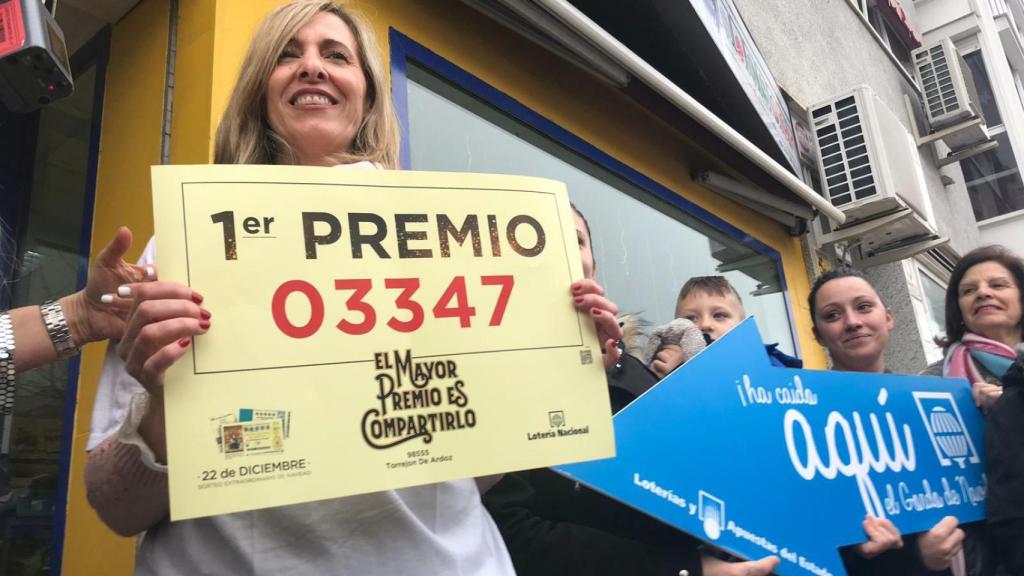 1er PREMIO
03347
EL MAYOR
PREMIO ES
COMPARTIRLO
22 de DICIEMBRE
SORTEO EXTRAORDINARIO DE NAVIDAD
98555
Torrejon De Ardoz
Lotería Nacional
¡ha caído
aquí
el Gordo de
Loterías y
Apuestas del
Estado